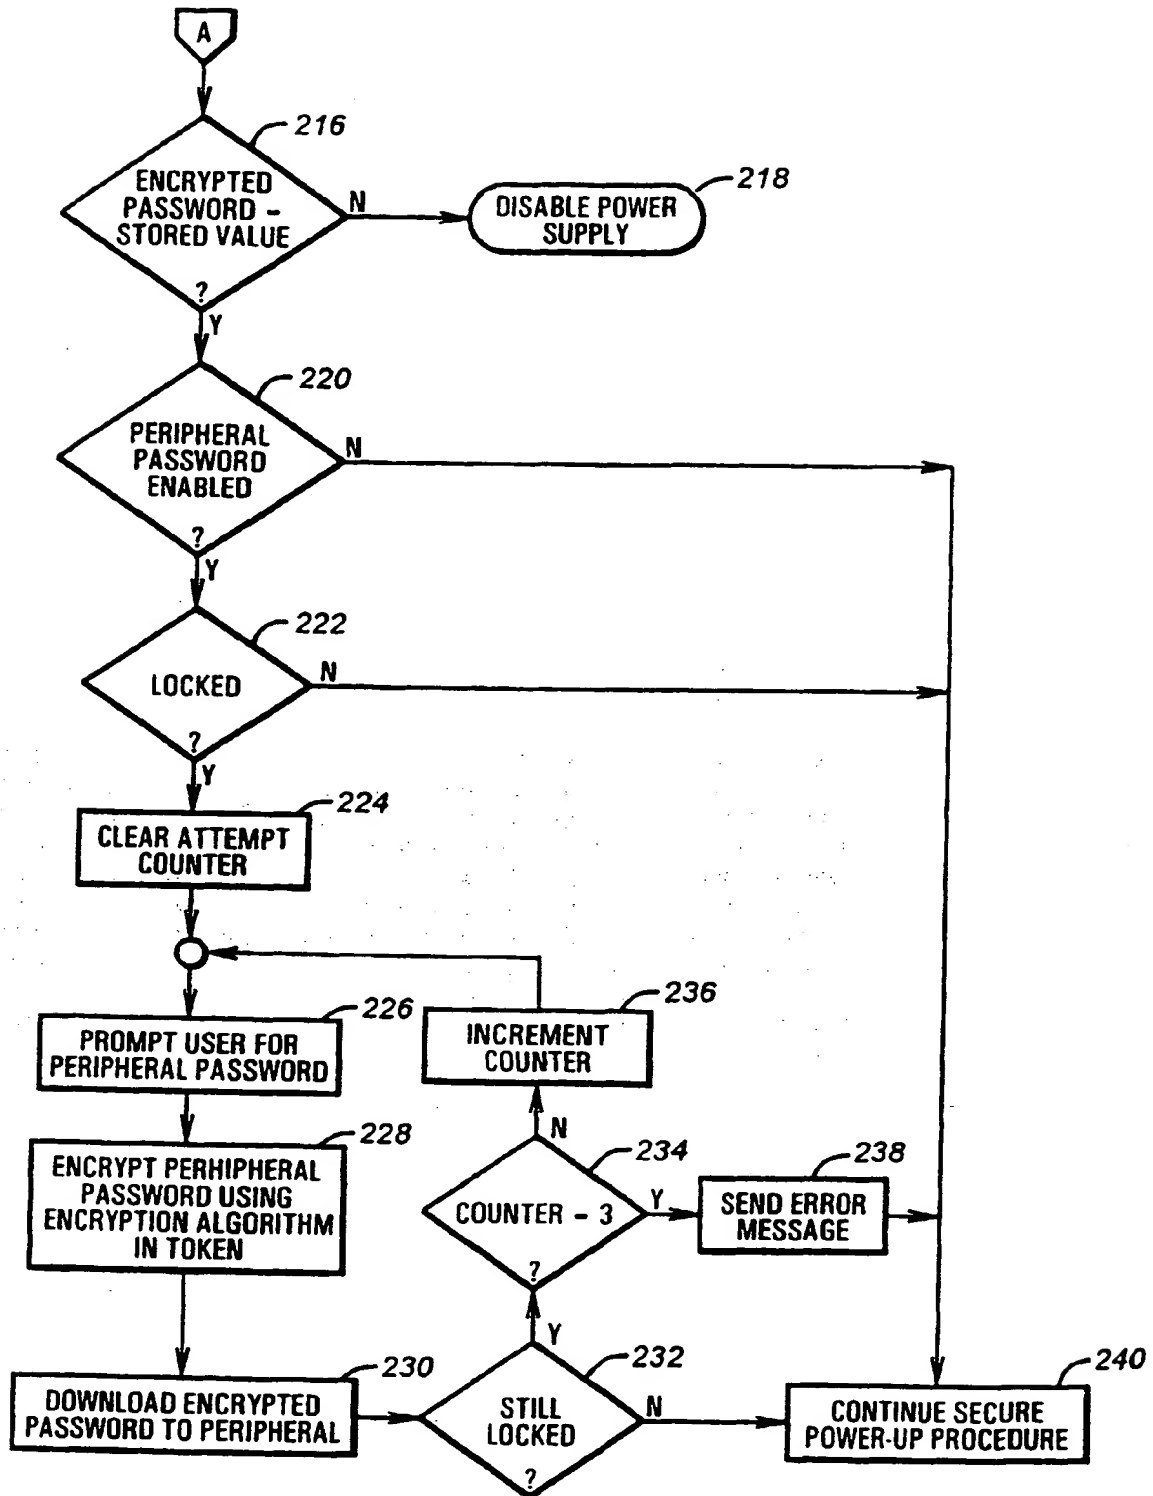 A
216
ENCRYPTED
PASSWORD -
STORED VALUE
?
N
218
DISABLE POWER
SUPPLY
Y
220
PERIPHERAL
PASSWORD
ENABLED
?
N
Y
222
LOCKED
?
N
Y
224
CLEAR ATTEMPT
COUNTER
226
PROMPT USER FOR
PERIPHERAL PASSWORD
236
INCREMENT
COUNTER
228
ENCRYPT PERHIPHERAL
PASSWORD USING
ENCRYPTION ALGORITHM
IN TOKEN
N
234
COUNTER - 3
?
Y
238
SEND ERROR
MESSAGE
230
DOWNLOAD ENCRYPTED
PASSWORD TO PERIPHERAL
Y
232
STILL
LOCKED
?
N
240
CONTINUE SECURE
POWER-UP PROCEDURE